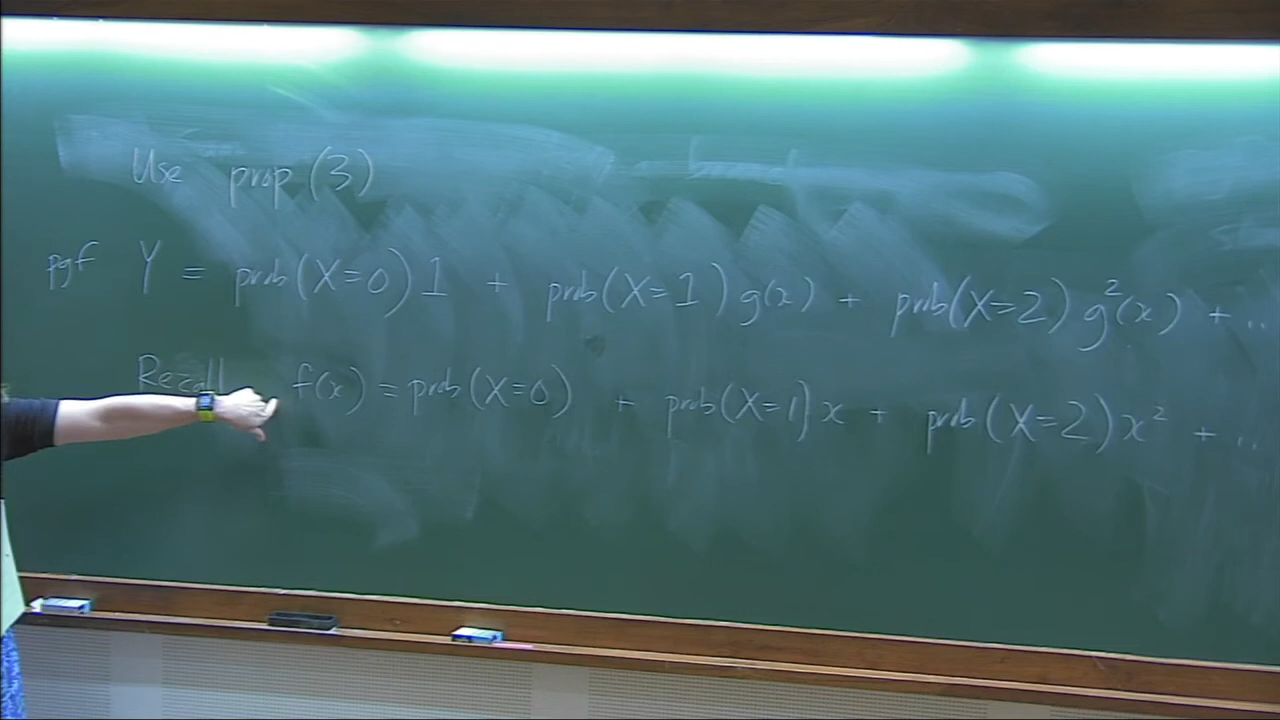 Use prop (3)
pgf Y = prob(X=0) 1 + prob(X=1) g(x) + prob(X=2) g²(x) + ..
Recall f(x) = prob(X=0) + prob(X=1) x + prob(X=2) x² + ..